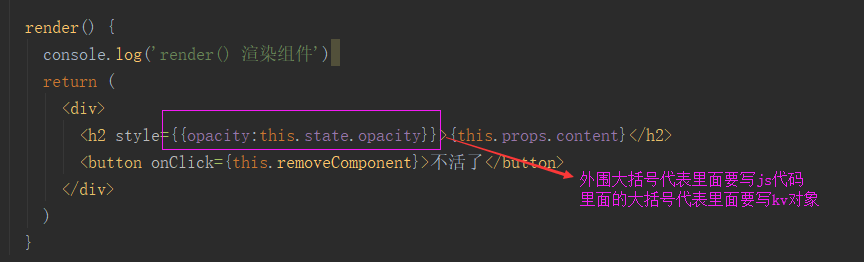 render() {
console.log('render() 渲染组件')
return (
<div>
<h2 style={{opacity:this.state.opacity}}>{this.props.content}</h2>
<button onClick={this.removeComponent}>不活了</button>
</div>
)
}
外围大括号代表里面要写js代码
里面的大括号代表里面要写kv对象